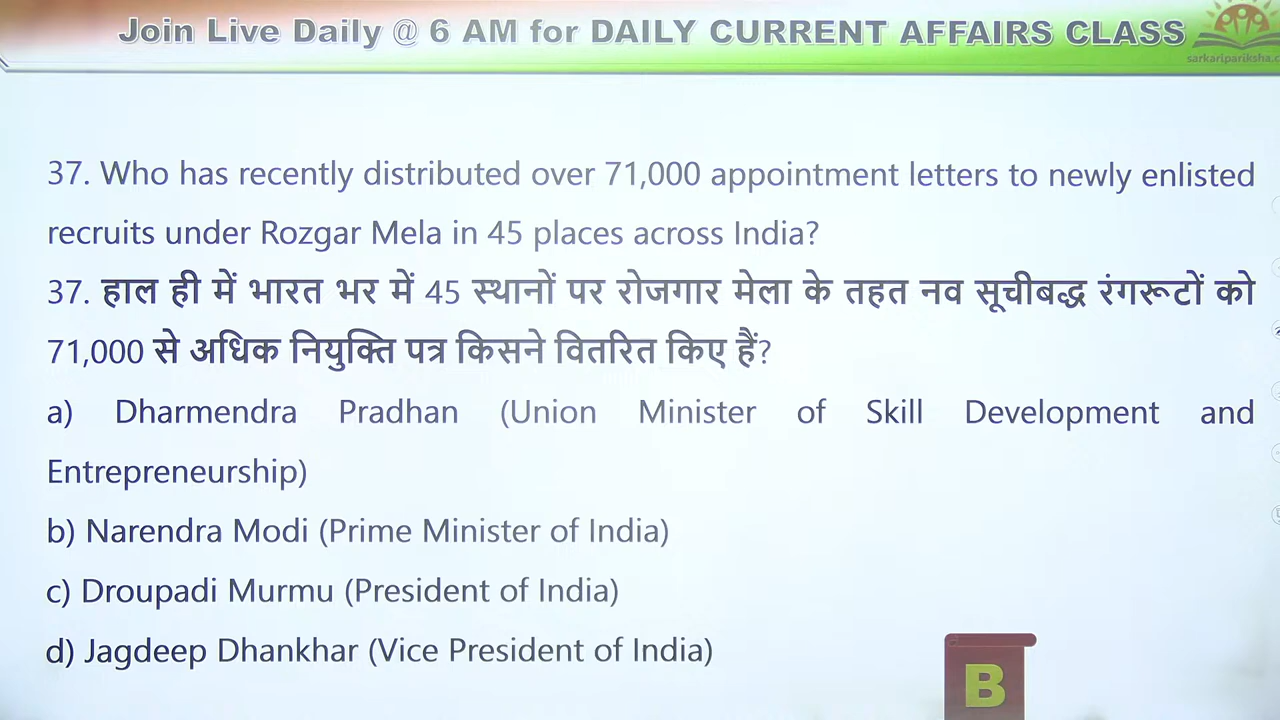 Join Live Daily @ 6 AM for DAILY CURRENT AFFAIRS CLASS
sarkaripariksha.c
37. Who has recently distributed over 71,000 appointment letters to newly enlisted
recruits under Rozgar Mela in 45 places across India?
37. हाल ही में भारत भर में 45 स्थानों पर रोजगार मेला के तहत नव सूचीबद्ध रंगरूटों को
71,000 से अधिक नियुक्ति पत्र किसने वितरित किए हैं?
a) Dharmendra Pradhan (Union Minister of Skill Development and
Entrepreneurship)
b) Narendra Modi (Prime Minister of India)
c) Droupadi Murmu (President of India)
d) Jagdeep Dhankhar (Vice President of India)
B